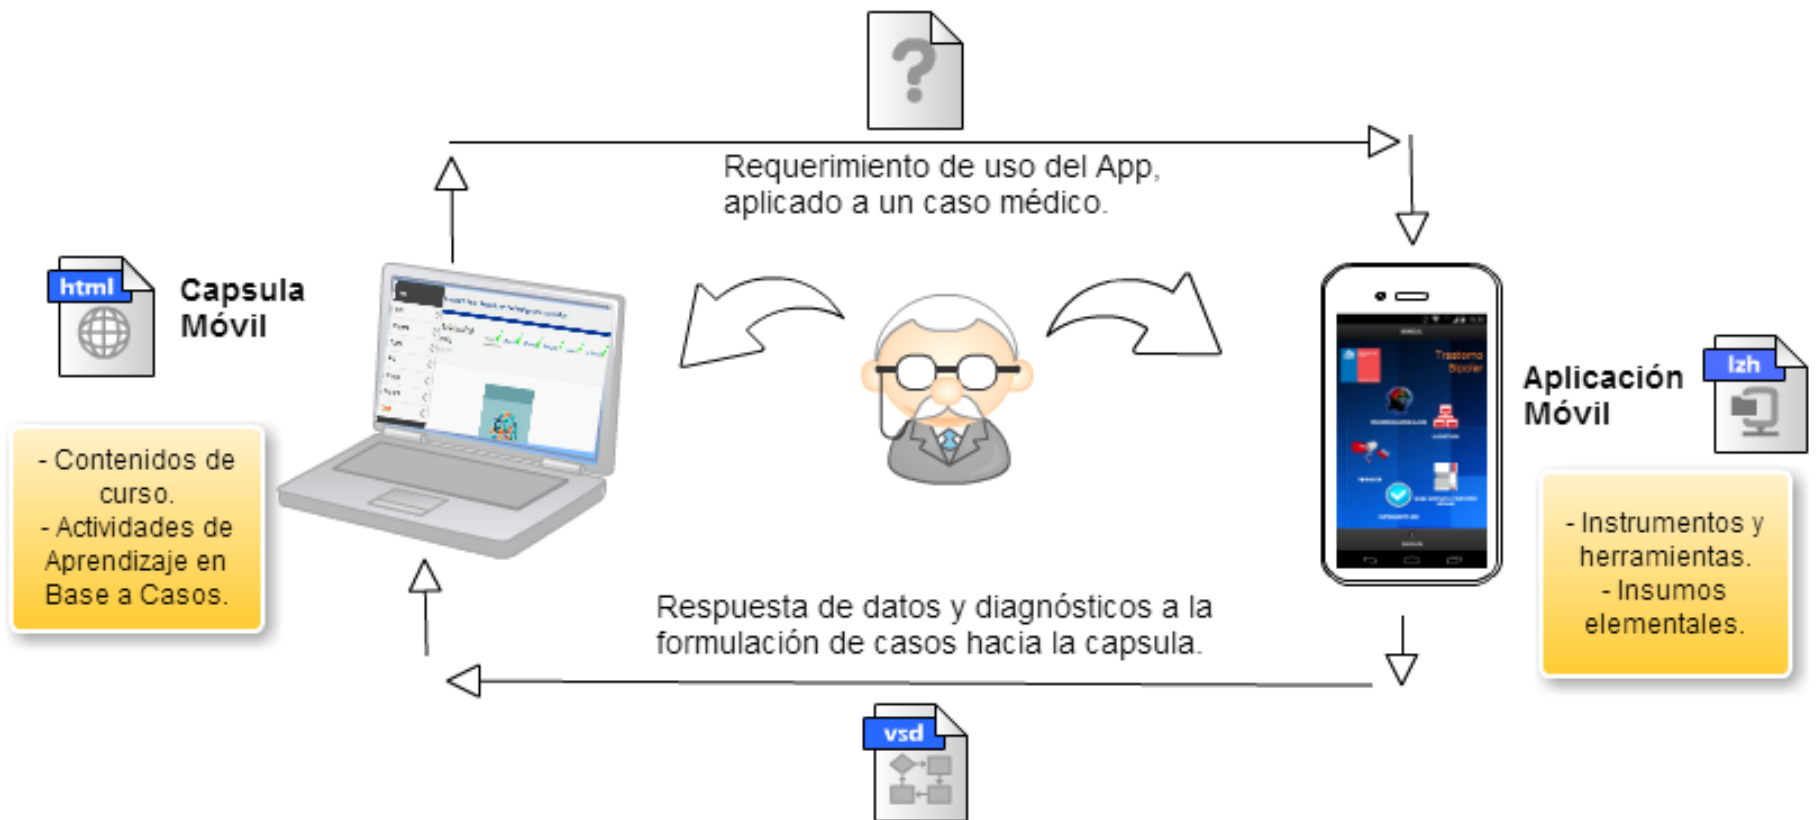 ?
Requerimiento de uso del App,
aplicado a un caso médico.
html
Capsula
Móvil
- Contenidos de
curso.
- Actividades de
Aprendizaje en
Base a Casos.
Trastorno
Bipolar
Aplicación
Móvil
lzh
- Instrumentos y
herramientas.
- Insumos
elementales.
Respuesta de datos y diagnósticos a la
formulación de casos hacia la capsula.
vsd